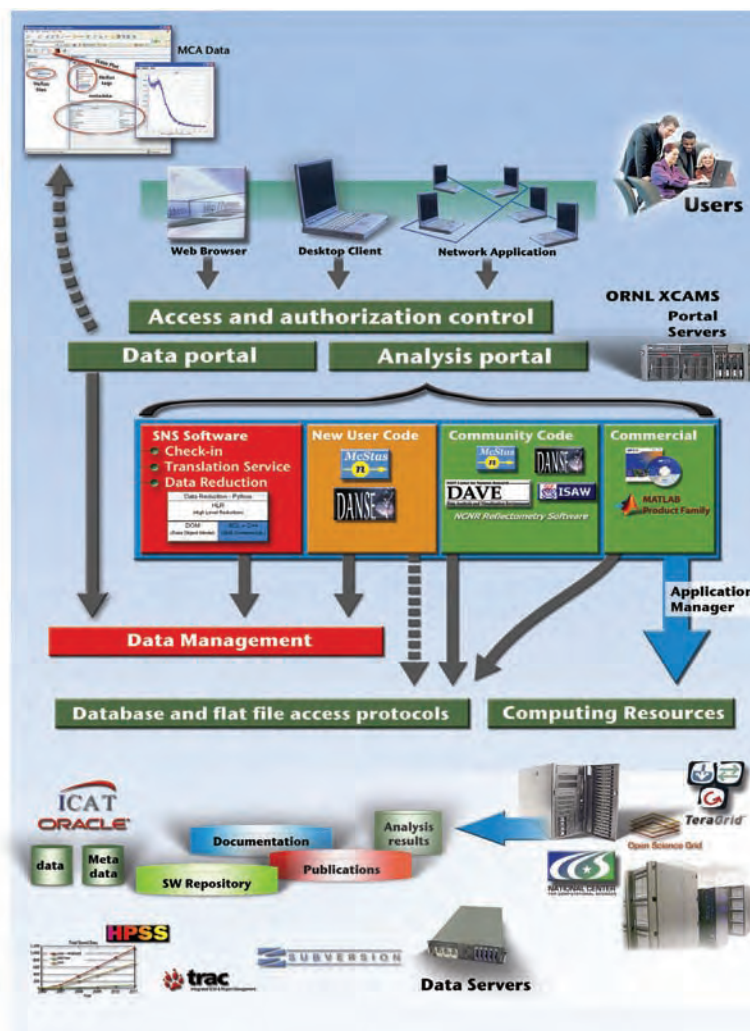 MCA Data
metadata
Users
Web Browser
Desktop Client
Network Application
ORNL XCAMS
Portal
Servers
Access and authorization control
Data portal
Analysis portal
SNS Software
Check-in
Translation Service
Data Reduction
Data Reduction - Python
HLR
(High Level Reduction)
DOM
New User Code
McStas
n
DANSE
Community Code
McStas
n
DANSE
DAVE
ISAW
NCNR Reflectometry Software
Commercial
MATLAB
Product Family
Application
Manager
Data Management
Database and flat file access protocols
Computing Resources
ICAT
ORACLE
data
Meta
data
Documentation
Analysis
results
Publications
SW Repository
TeraGrid
Open Science Grid
NATIONAL CENTER
HPSS
trac
SUBVERSION
Data Servers